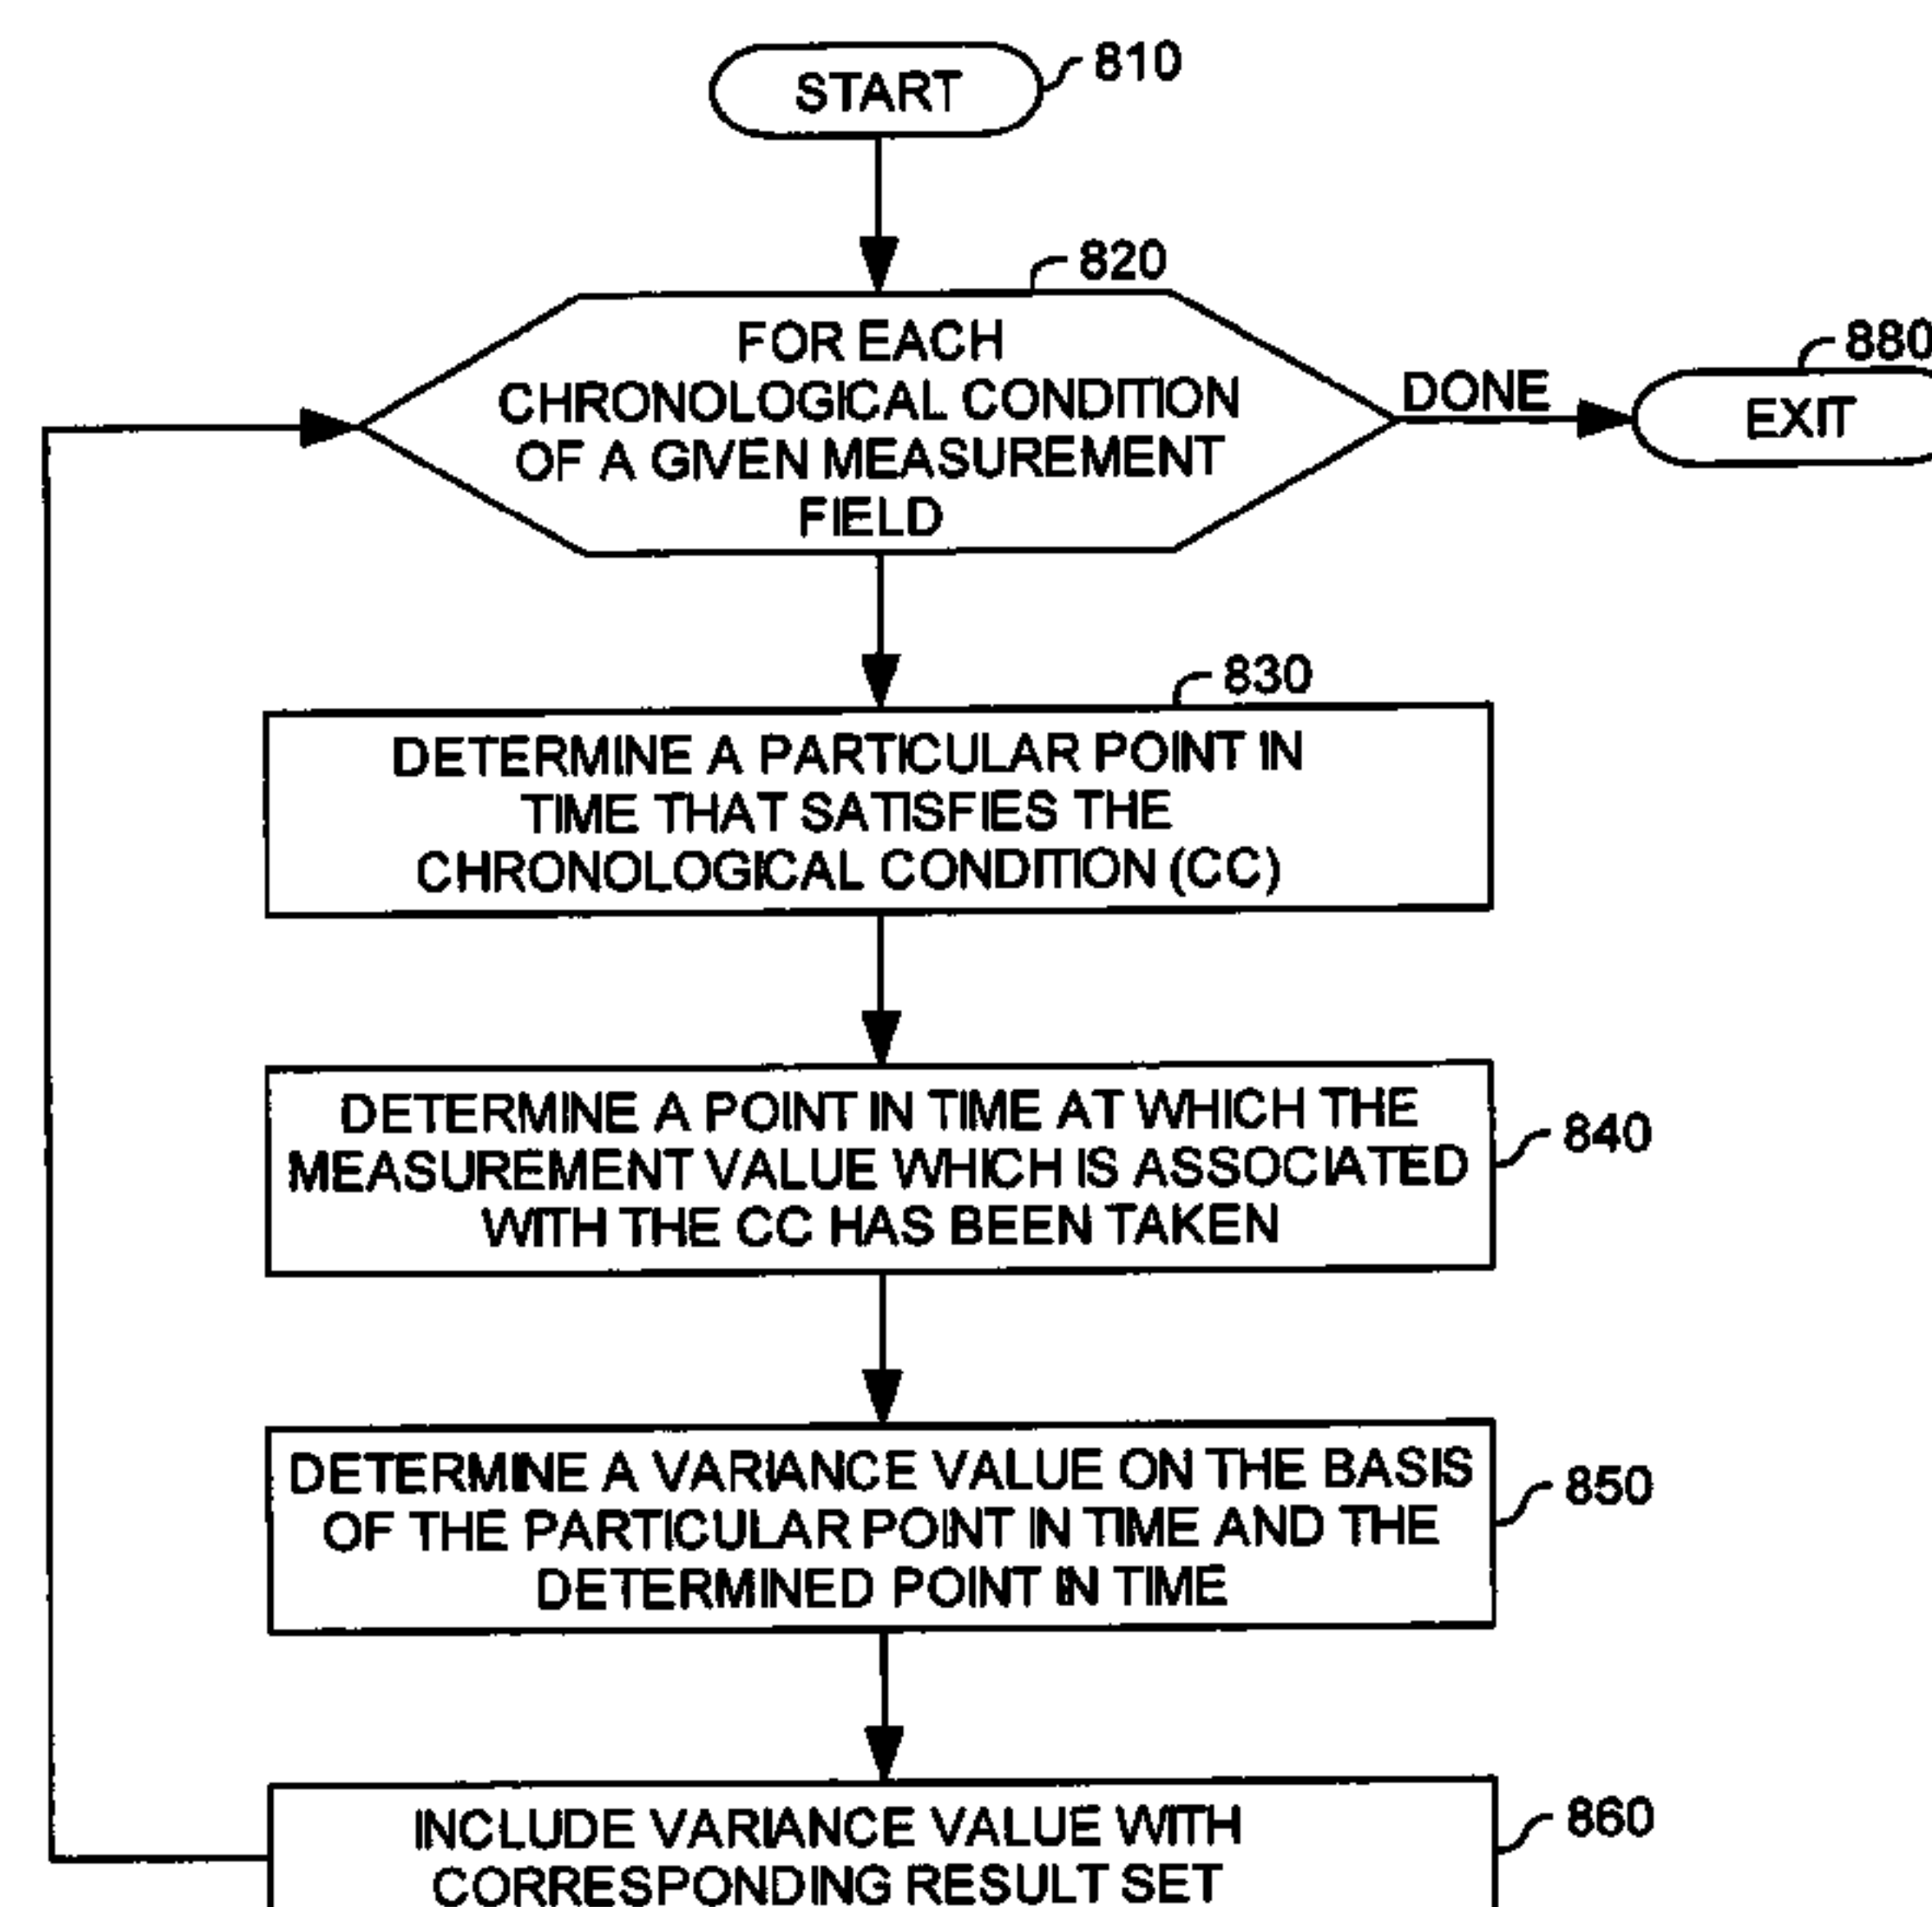 START
810
820
FOR EACH
CHRONOLOGICAL CONDITION
OF A GIVEN MEASUREMENT
FIELD
DONE
880
EXIT
830
DETERMINE A PARTICULAR POINT IN
TIME THAT SATISFIES THE
CHRONOLOGICAL CONDITION (CC)
DETERMINE A POINT IN TIME AT WHICH THE
MEASUREMENT VALUE WHICH IS ASSOCIATED
WITH THE CC HAS BEEN TAKEN
840
DETERMINE A VARIANCE VALUE ON THE BASIS
OF THE PARTICULAR POINT IN TIME AND THE
DETERMINED POINT IN TIME
850
INCLUDE VARIANCE VALUE WITH
CORRESPONDING RESULT SET
860